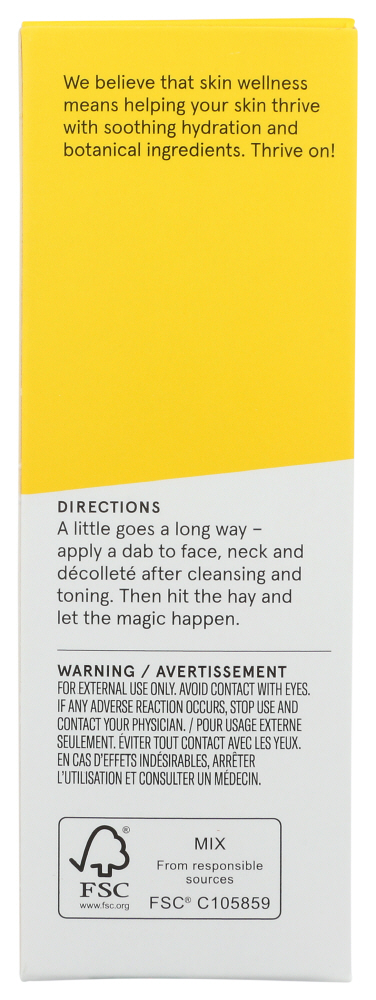 We believe that skin wellness
means helping your skin thrive
with soothing hydration and
botanical ingredients. Thrive on!
DIRECTIONS
A little goes a long way –
apply a dab to face, neck and
décolleté after cleansing and
toning. Then hit the hay and
let the magic happen.
WARNING / AVERTISSEMENT
FOR EXTERNAL USE ONLY. AVOID CONTACT WITH EYES.
IF ANY ADVERSE REACTION OCCURS, STOP USE AND
CONTACT YOUR PHYSICIAN. / POUR USAGE EXTERNE
SEULEMENT. ÉVITER TOUT CONTACT AVEC LES YEUX.
EN CAS D'EFFETS INDÉSIRABLES, ARRÊTER
L'UTILISATION ET CONSULTER UN MÉDECIN.
®
FSC
www.fsc.org
MIX
From responsible
sources
FSC® C105859